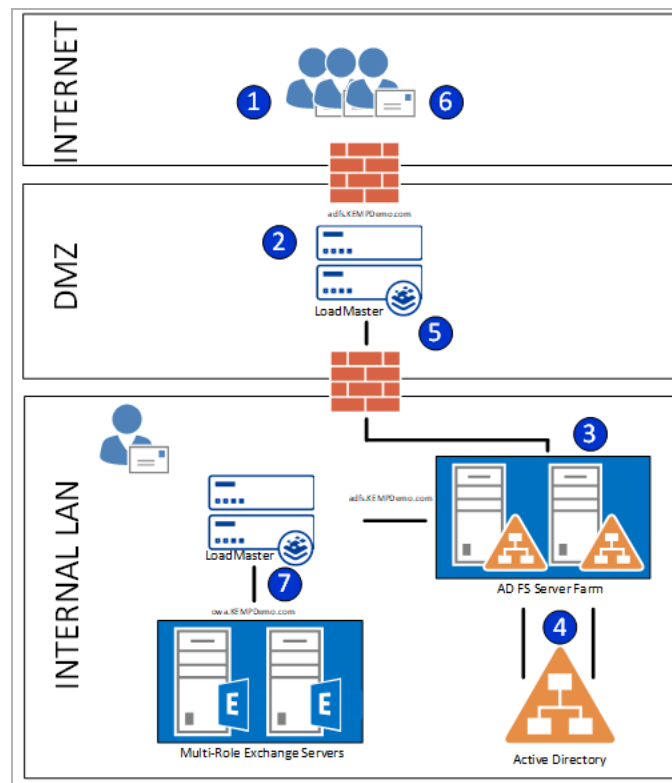 INTERNET
1
6
adfs.KEMPDemo.com
2
DMZ
LoadMaster
5
INTERNAL LAN
3
adfs.KEMPDemo.com
LoadMaster
AD FS Server Farm
7
owa.KEMPDemo.com
4
E
E
Multi-Role Exchange Servers
Active Directory